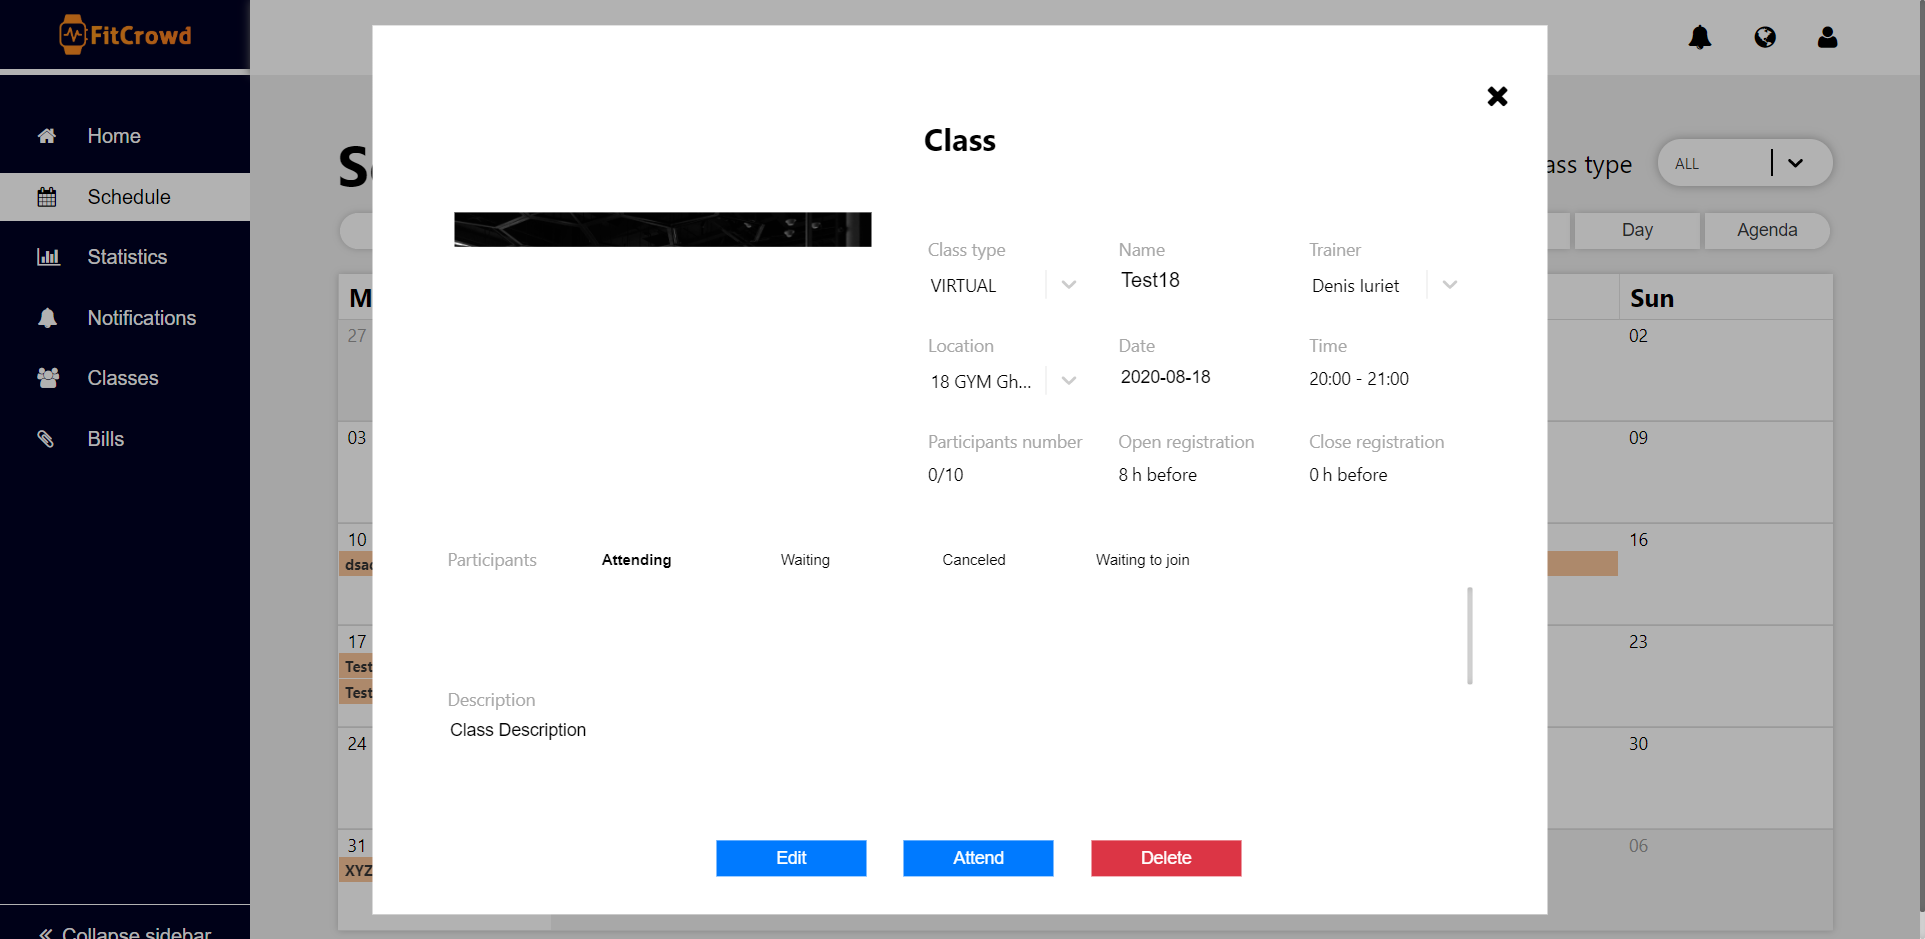 FitCrowd
Home
Schedule
Statistics
Notifications
Classes
Bills
Collapse sidebar
Class
Class type
VIRTUAL
Name
Test18
Trainer
Denis Iuriet
Location
18 GYM Gh...
Date
2020-08-18
Time
20:00 - 21:00
Participants number
0/10
Open registration
8 h before
Close registration
0 h before
Participants
Attending
Waiting
Canceled
Waiting to join
Description
Class Description
Edit
Attend
Delete
ass type
ALL
Day
Agenda
M
Sun
27
02
03
09
10
16
dsac
17
23
Test
Test
24
30
31
06
XYZ